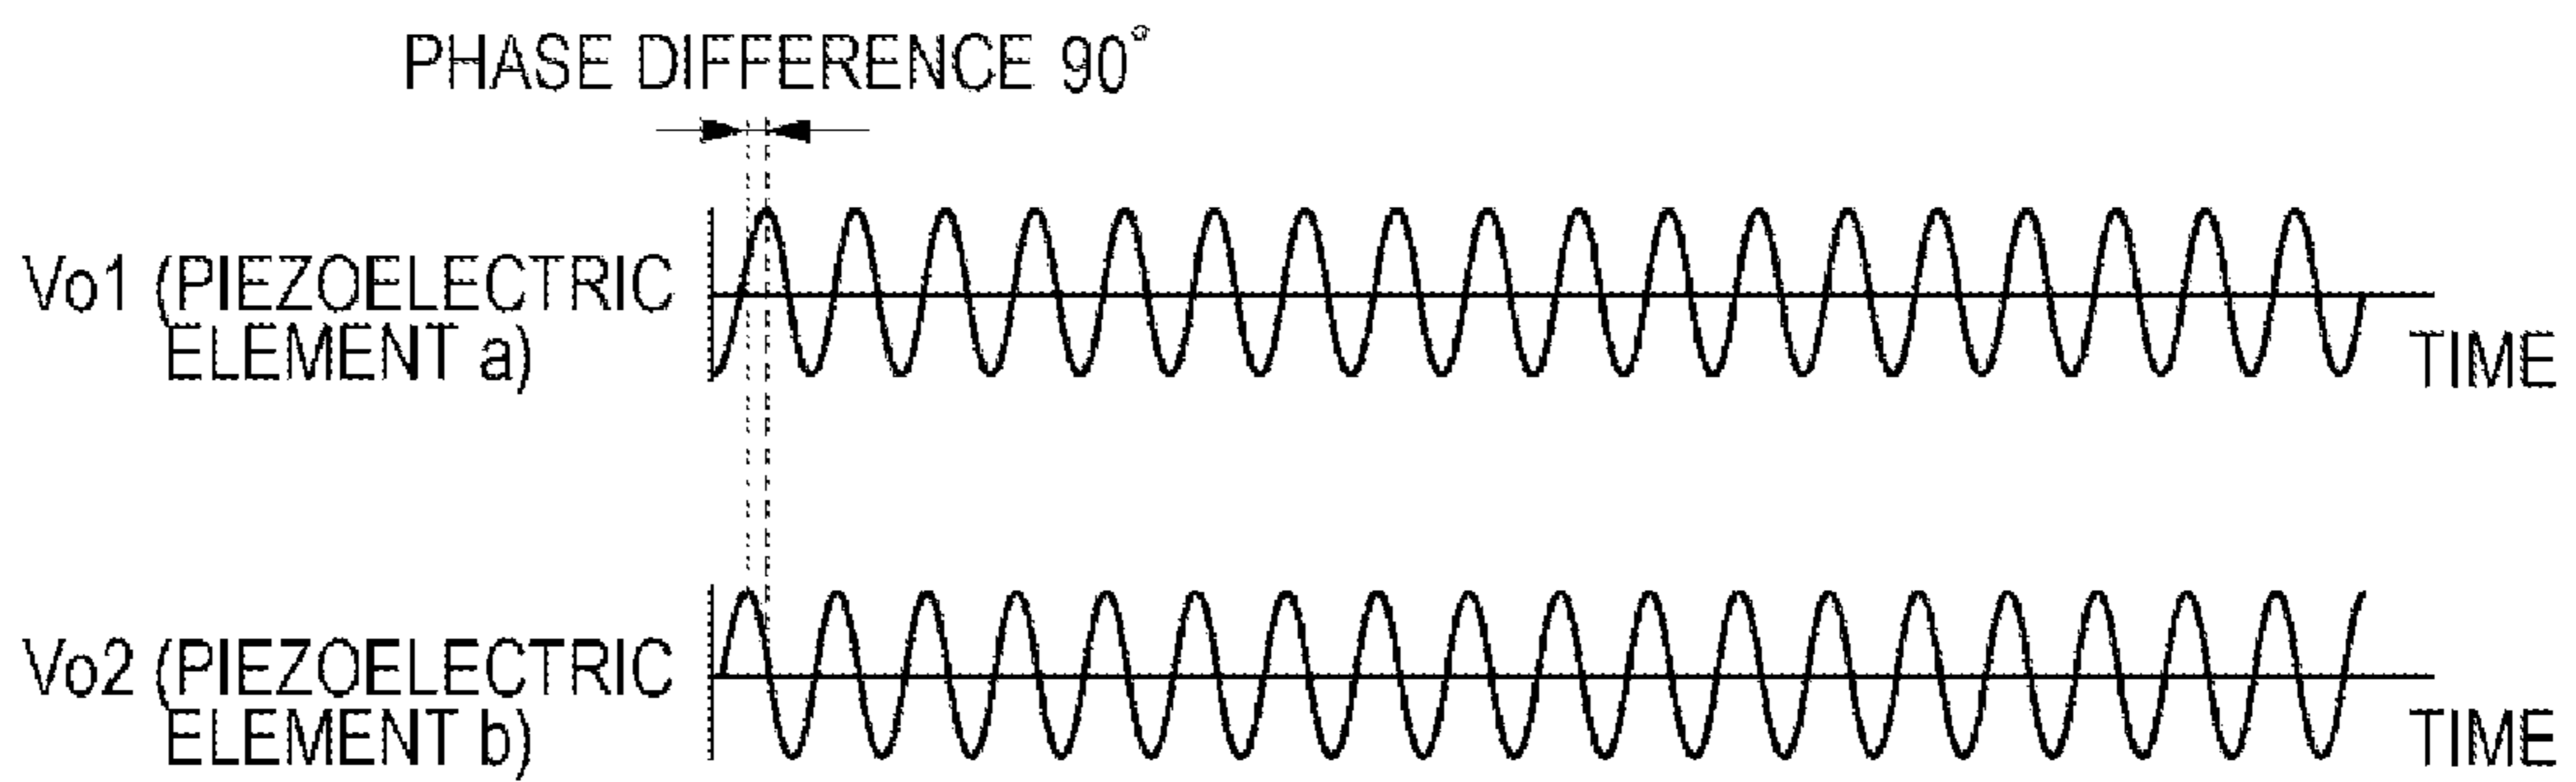 PHASE DIFFERENCE 90°
Vo1 (PIEZOELECTRIC
ELEMENT a)
TIME
Vo2 (PIEZOELECTRIC
ELEMENT b)
TIME